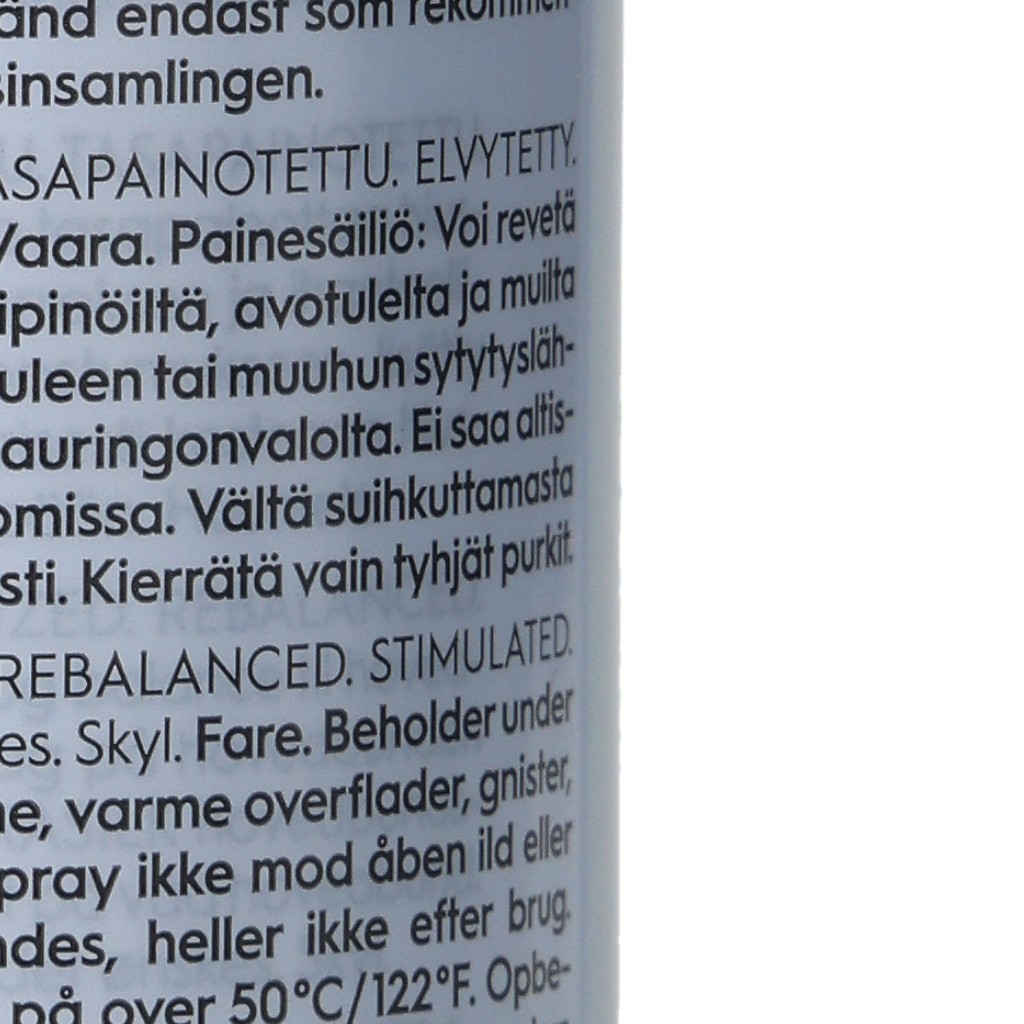 änd endast som rekommen
sinsamlingen.
ASAPAINOTETTU. ELVYTETTY.
Vaara. Painesäiliö: Voi revetä
ipinöiltä, avotulelta ja muilta
uleen tai muuhun sytytysläh-
auringonvalolta. Ei saa altis-
omissa. Vältä suihkuttamasta
sti. Kierrätä vain tyhjät purkit.
REBALANCED. STIMULATED.
es. Skyl. Fare. Beholder under
ne, varme overflader, gnister,
pray ikke mod åben ild eller
ndes, heller ikke efter brug.
på over 50°C/122°F. Opbe-